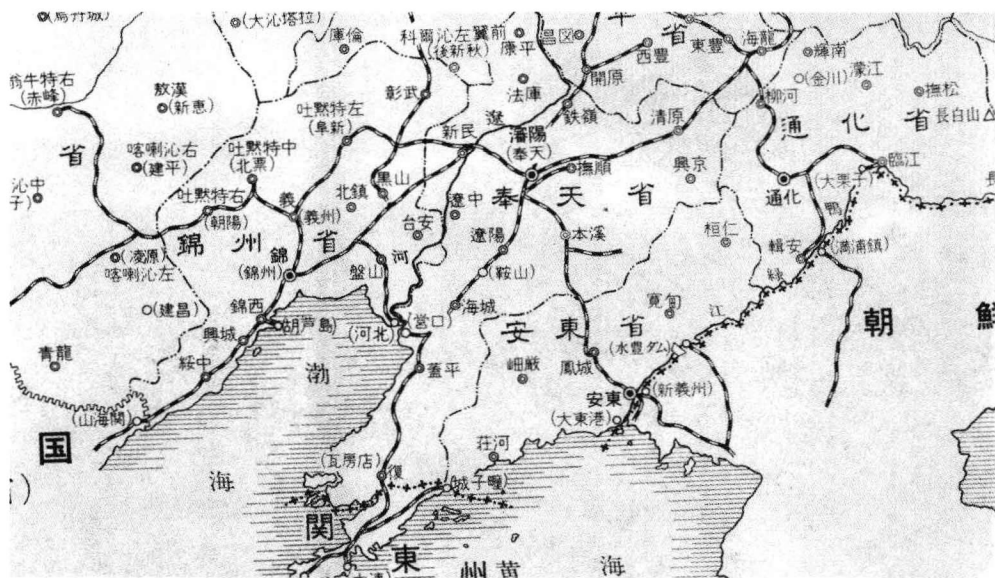 (大沁塔拉)
庫倫
科爾沁左翼前
(後新秋)
康平
昌図
西豊
省
東豊
海龍
輝南
(金川)
濛江
撫松
長白山
翁牛特右
(赤峰)
敖漢
(新恵)
吐黙特左
(阜新)
彰武
法庫
開原
鉄嶺
新民
遼
瀋陽
(奉天)
清原
柳河
通化省
省
喀喇沁右
(建平)
吐黙特中
(北票)
吐黙特右
(朝陽)
義
(義州)
北鎮
黒山
台安
遼中
撫順
興京
奉天省
通化
(大栗子)
臨江
鴨
緑
江
輯安
(満浦鎮)
桓仁
本溪
遼陽
(鞍山)
海城
錦州省
錦
(錦州)
盤山
河
(凌原)
喀喇沁左
(建昌)
錦西
(胡芦島)
興城
綏中
青龍
(山海関)
国
(河北)
(営口)
蓋平
安東省
寛甸
(水豊ダム)
岫巌
鳳城
安東
(新義州)
(大東港)
荘河
朝
鮮
渤
海
(瓦房店)
復
城子疃
関
東
州
黄
海